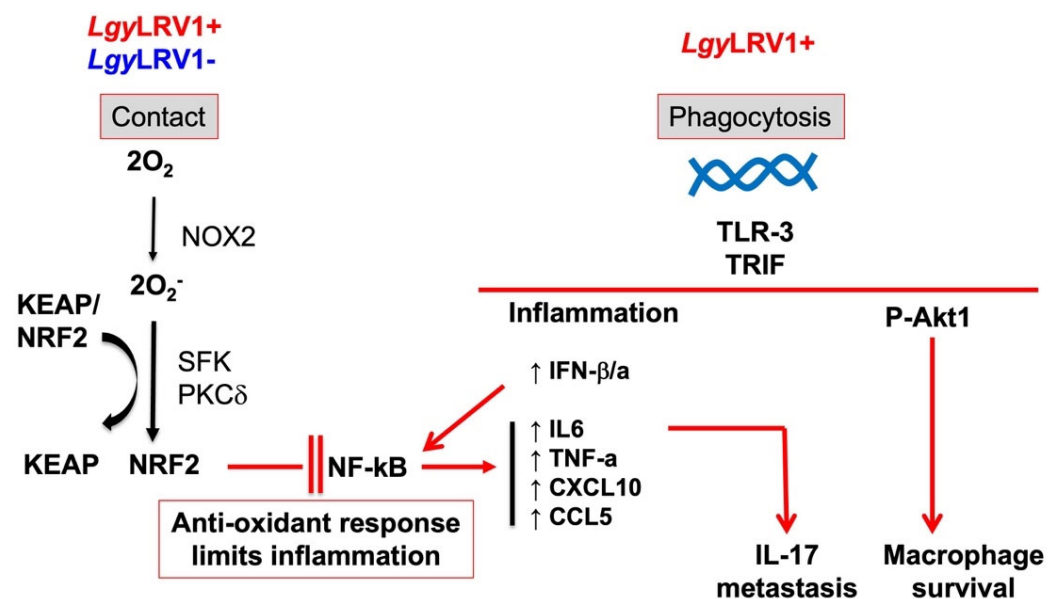 LgyLRV1+
LgyLRV1-
Contact
2O₂
NOX2
2O₂⁻
KEAP/
NRF2
SFK
PKCδ
KEAP
NRF2
NF-kB
Anti-oxidant response
limits inflammation
LgyLRV1+
Phagocytosis
TLR-3
TRIF
Inflammation
↑ IFN-β/a
↑ IL6
↑ TNF-a
↑ CXCL10
↑ CCL5
IL-17
metastasis
P-Akt1
Macrophage
survival